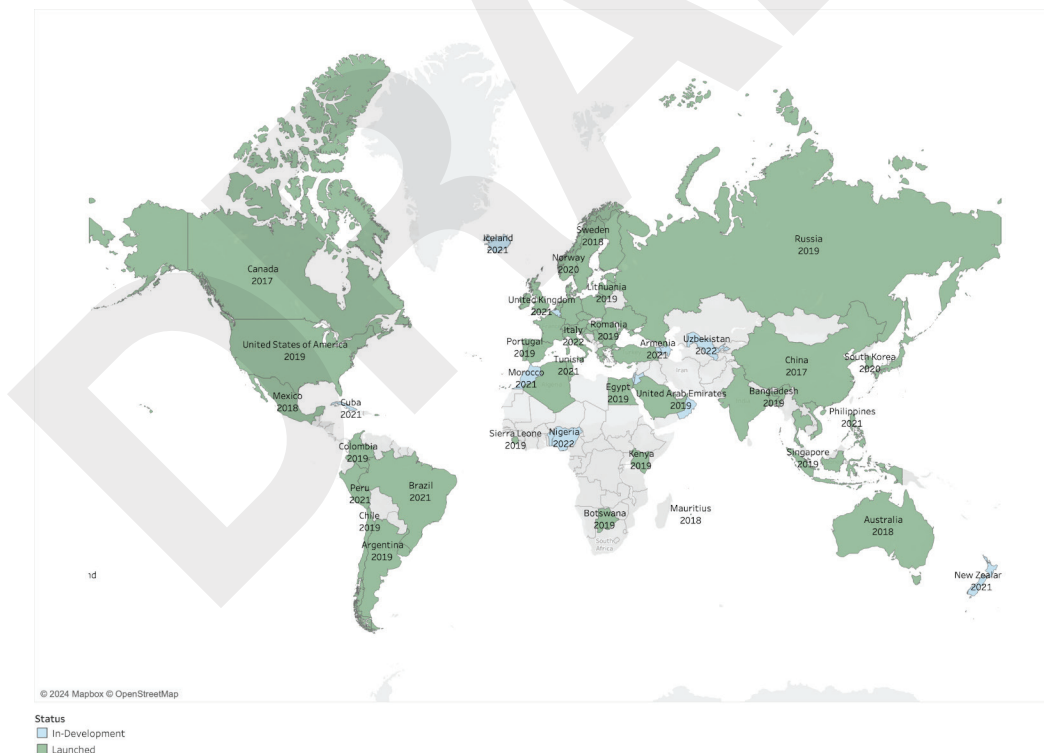 DRA
Iceland
2021
Sweden
2018
Norway
2020
Russia
2019
Canada
2017
Lithuania
2019
United Kingdom
2021
Italy
2022
Romania
2019
United States of America
2019
Portugal
2019
Tunisia
2021
Armenia
2021
Uzbekistan
2022
China
2017
South Korea
2020
Morocco
2021
Egypt
2019
United Arab Emirates
2019
Bangladesh
2019
Mexico
2018
Cuba
2021
Philippines
2021
Sierra Leone
2019
Nigeria
2022
Colombia
2019
Kenya
2019
Singapore
2019
Peru
2021
Brazil
2021
Chile
2019
Botswana
2019
Mauritius
2018
Australia
2018
Argentina
2019
South
Africa
nd
New Zealar
2021
© 2024 Mapbox © OpenStreetMap
Status
In-Development
Launched